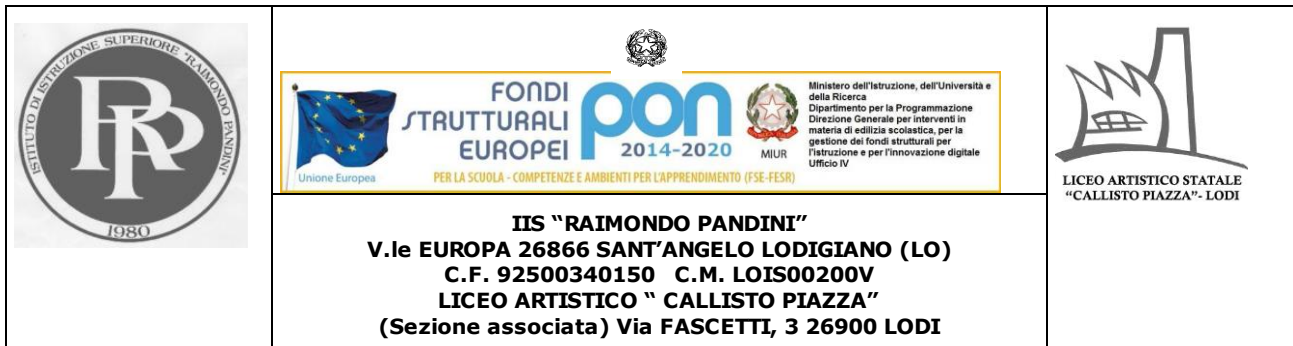 ISTITUTO DI ISTRUZIONE SUPERIORE "RAIMONDO PANDINI"
RP
1980
Unione Europea
FONDI
STRUTTURALI
EUROPEI
pon
2014-2020
MIUR
Ministero dell'Istruzione, dell'Università e
della Ricerca
Dipartimento per la Programmazione
Direzione Generale per interventi in
materia di edilizia scolastica, per la
gestione dei fondi strutturali per
l'istruzione e per l'innovazione digitale
Ufficio IV
PER LA SCUOLA - COMPETENZE E AMBIENTI PER L'APPRENDIMENTO (FSE-FESR)
IIS “RAIMONDO PANDINI”
V.le EUROPA 26866 SANT’ANGELO LODIGIANO (LO)
C.F. 92500340150 C.M. LOIS00200V
LICEO ARTISTICO “ CALLISTO PIAZZA”
(Sezione associata) Via FASCETTI, 3 26900 LODI
LICEO ARTISTICO STATALE
“CALLISTO PIAZZA”- LODI